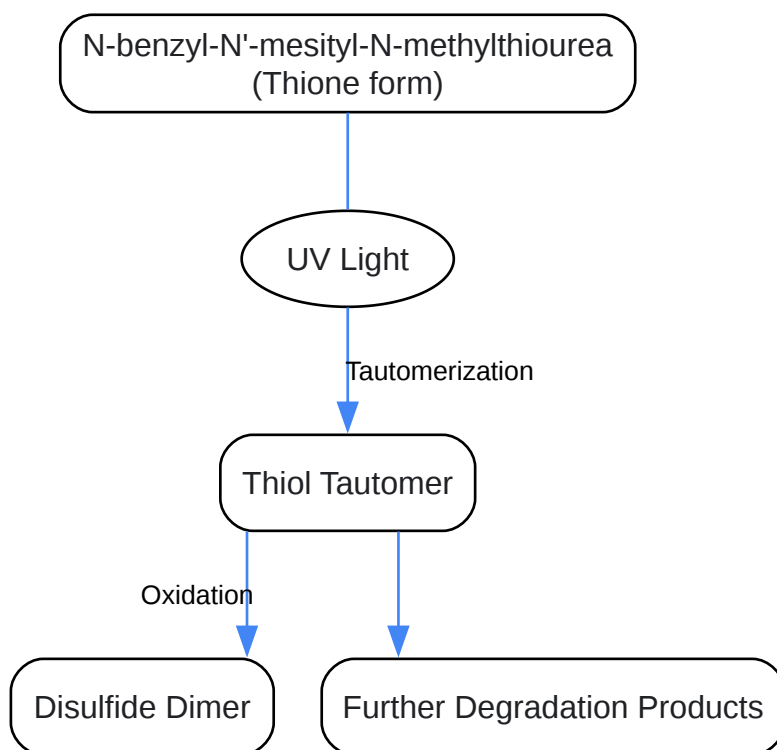 N-benzyl-N'-mesityl-N-methylthiourea
(Thione form)
UV Light
Tautomerization
Thiol Tautomer
Oxidation
Disulfide Dimer
Further Degradation Products